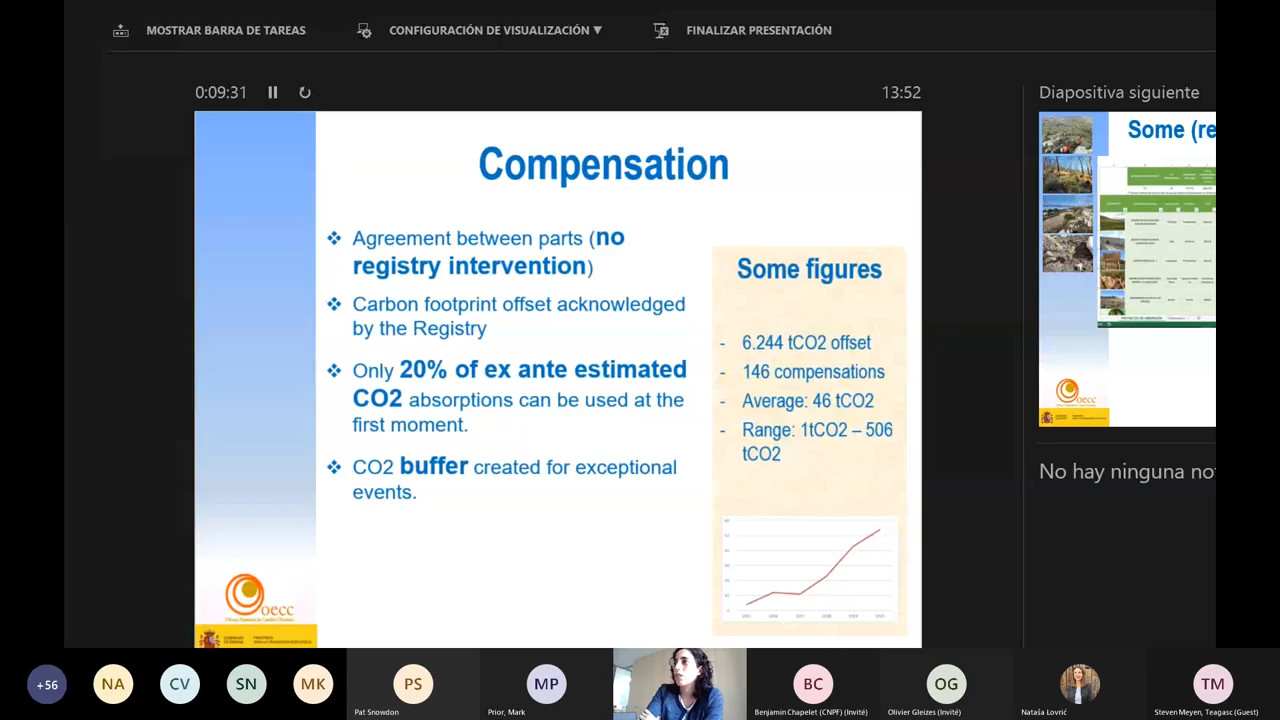 MOSTRAR BARRA DE TAREAS
CONFIGURACIÓN DE VISUALIZACIÓN ▼
FINALIZAR PRESENTACIÓN
0:09:31
13:52
Diapositiva siguiente
Compensation
❖ Agreement between parts (no
registry intervention)
❖ Carbon footprint offset acknowledged
by the Registry
❖ Only 20% of ex ante estimated
CO2 absorptions can be used at the
first moment.
❖ CO2 buffer created for exceptional
events.
Some figures
- 6.244 tCO2 offset
- 146 compensations
- Average: 46 tCO2
- Range: 1tCO2 – 506
tCO2
oecc
Some (re
oecc
No hay ninguna no
+56
NA
CV
SN
MK
PS
Pat Snowdon
MP
Prior, Mark
BC
Benjamin Chapelet (CNPF) (Invité)
OG
Olivier Gleizes (Invité)
Nataša Lovrić
TM
Steven Meyen, Teagasc (Guest)